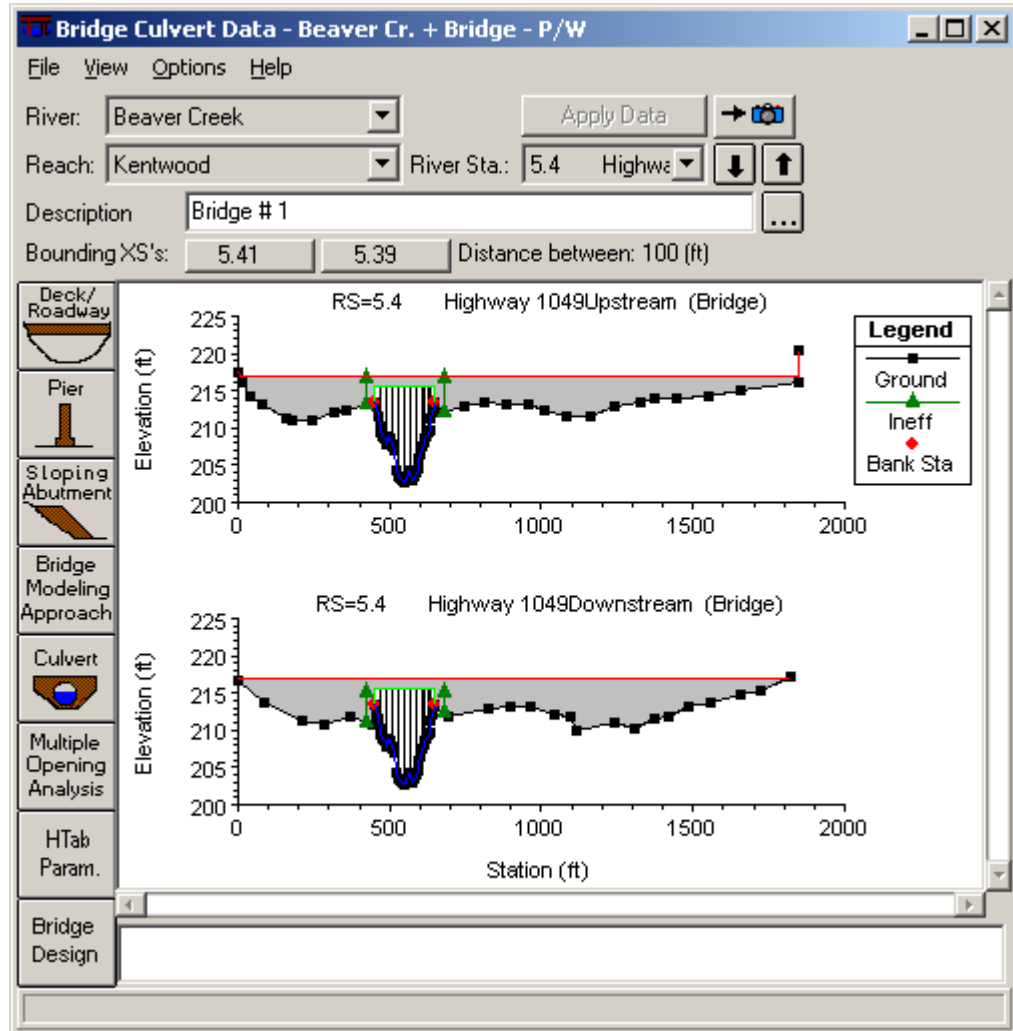 Bridge Culvert Data - Beaver Cr. + Bridge - P/W
File View Options Help
River: Beaver Creek Apply Data
Reach: Kentwood River Sta.: 5.4 Highwa
Description Bridge # 1 ...
Bounding XS's: 5.41 5.39 Distance between: 100 (ft)
Deck/
Roadway
Pier
Sloping
Abutment
Bridge
Modeling
Approach
Culvert
Multiple
Opening
Analysis
HTab
Param.
Bridge
Design
RS=5.4 Highway 1049Upstream (Bridge)
Elevation (ft)
225
220
215
210
205
200
0 500 1000 1500 2000
Legend
Ground
Ineff
Bank Sta
RS=5.4 Highway 1049Downstream (Bridge)
Elevation (ft)
225
220
215
210
205
200
0 500 1000 1500 2000
Station (ft)